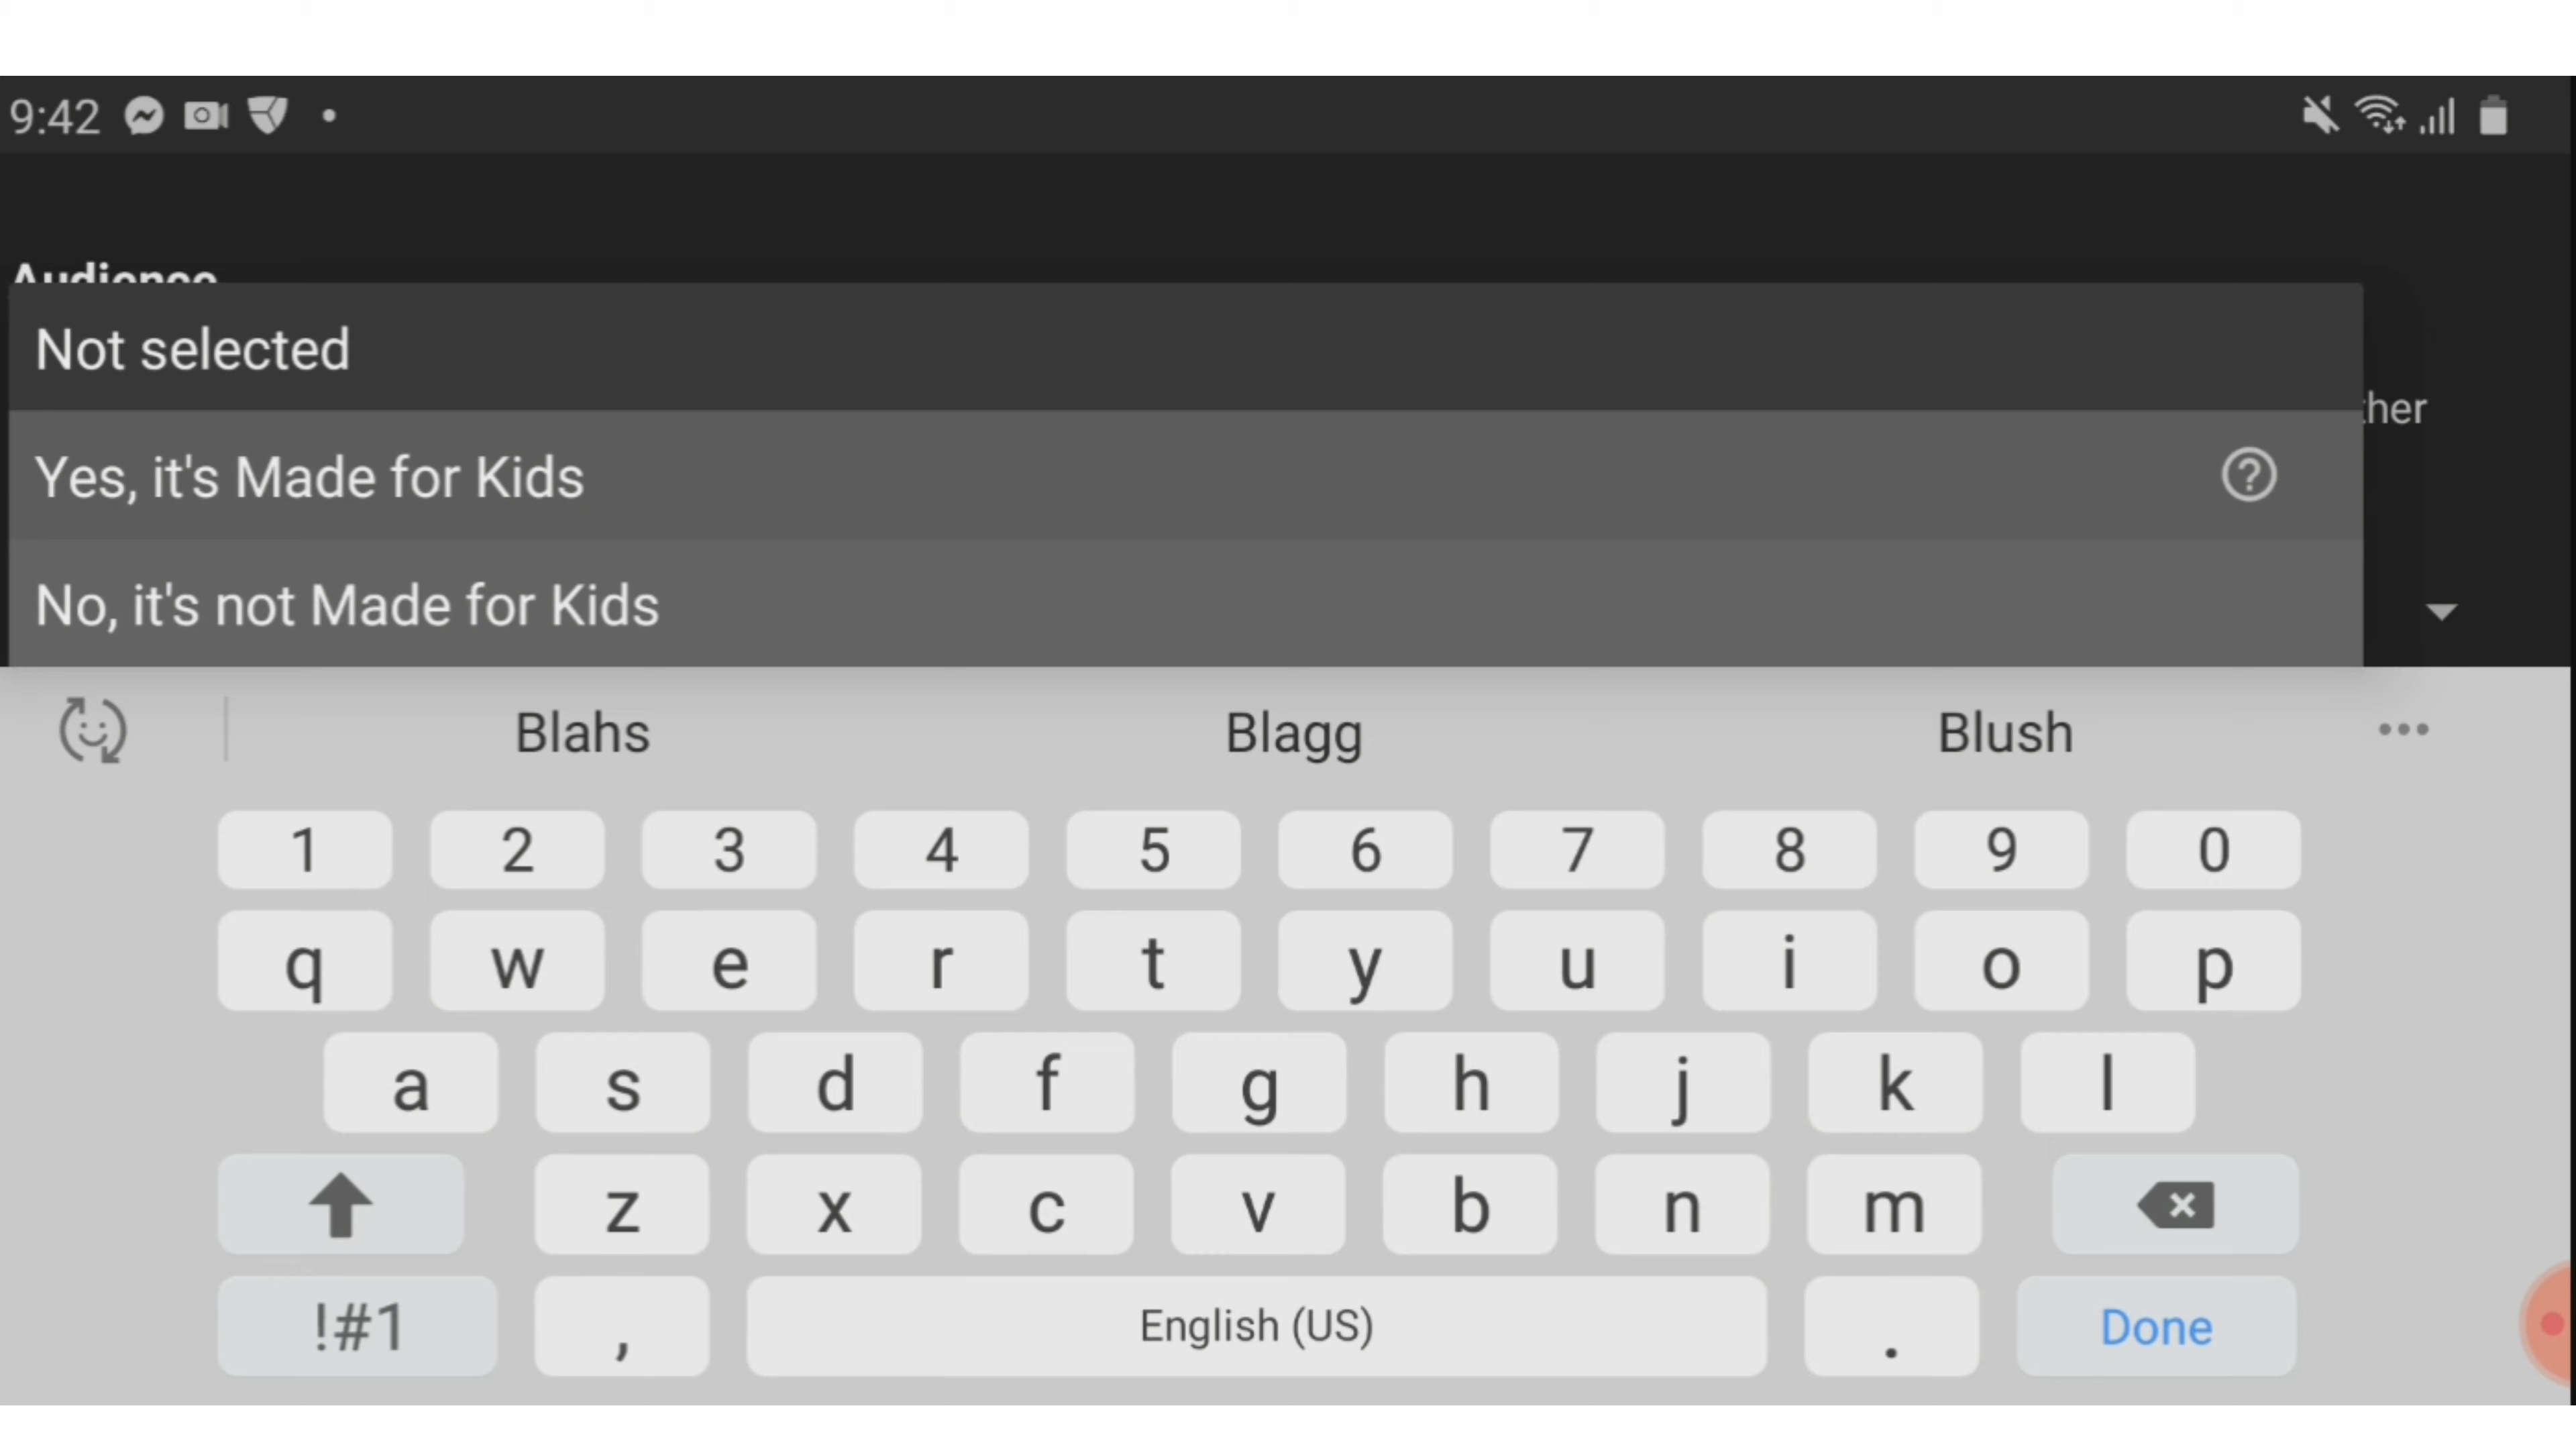 9:42
Audience
Not selected
ther
Yes, it's Made for Kids
No, it's not Made for Kids
Blahs Blagg Blush
1 2 3 4 5 6 7 8 9 0
q w e r t y u i o p
a s d f g h j k l
z x c v b n m
!#1 , English (US) . Done